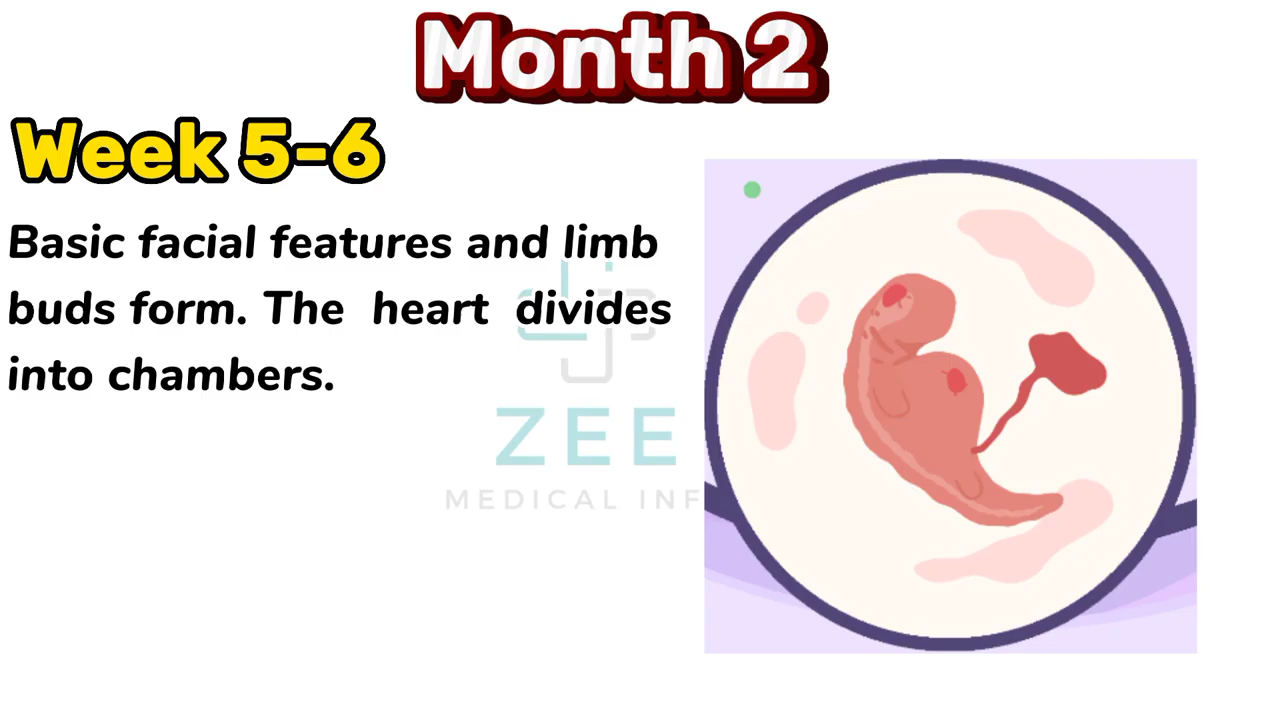 Month 2
Week 5-6
Basic facial features and limb
buds form. The heart divides
into chambers.
ZEE
MEDICAL INF